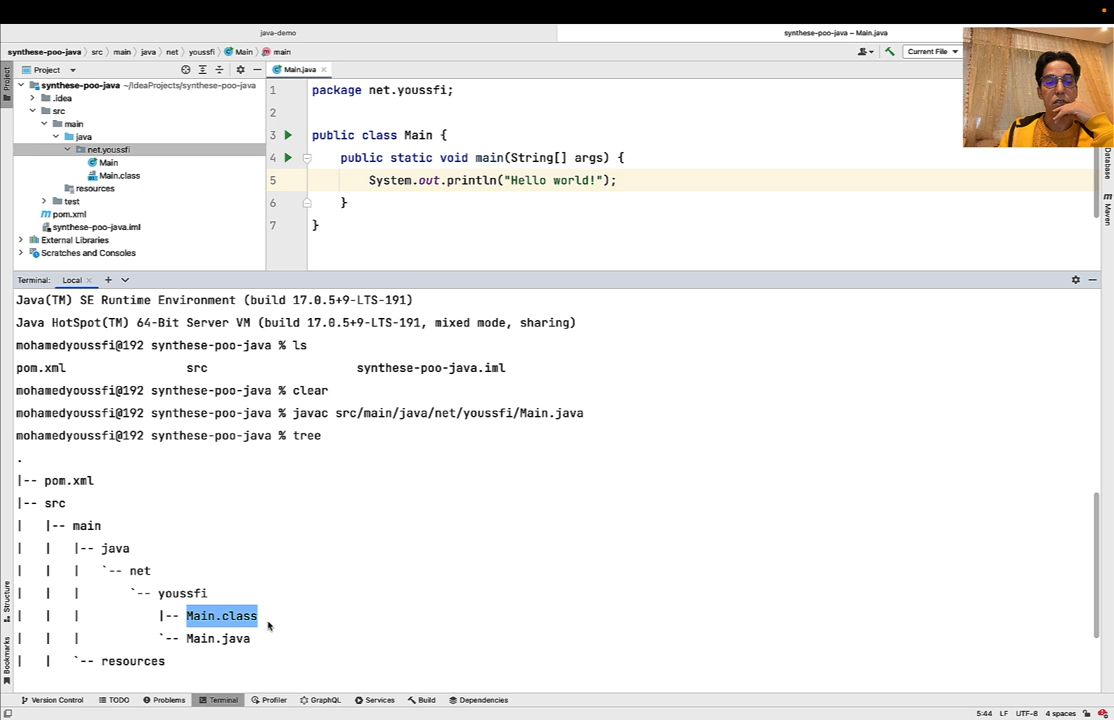 java-demo
synthese-poo-java – Main.java
synthese-poo-java › src › main › java › net › youssfi › Main › main
Current File
Project
Project
Main.java
synthese-poo-java ~/IdeaProjects/synthese-poo-java
.idea
src
main
java
net.youssfi
Main
Main.class
resources
test
pom.xml
synthese-poo-java.iml
External Libraries
Scratches and Consoles
1 package net.youssfi;
2
3 public class Main {
4 public static void main(String[] args) {
5 System.out.println("Hello world!");
6 }
7 }
Database
Maven
Terminal: Local
Java(TM) SE Runtime Environment (build 17.0.5+9-LTS-191)
Java HotSpot(TM) 64-Bit Server VM (build 17.0.5+9-LTS-191, mixed mode, sharing)
mohamedyoussfi@192 synthese-poo-java % ls
pom.xml src synthese-poo-java.iml
mohamedyoussfi@192 synthese-poo-java % clear
mohamedyoussfi@192 synthese-poo-java % javac src/main/java/net/youssfi/Main.java
mohamedyoussfi@192 synthese-poo-java % tree
.
|-- pom.xml
|-- src
| |-- main
| | |-- java
| | | `-- net
| | | `-- youssfi
| | | |-- Main.class
| | | `-- Main.java
| | `-- resources
Structure
Bookmarks
Version Control TODO Problems Terminal Profiler GraphQL Services Build Dependencies
5:44 LF UTF-8 4 spaces